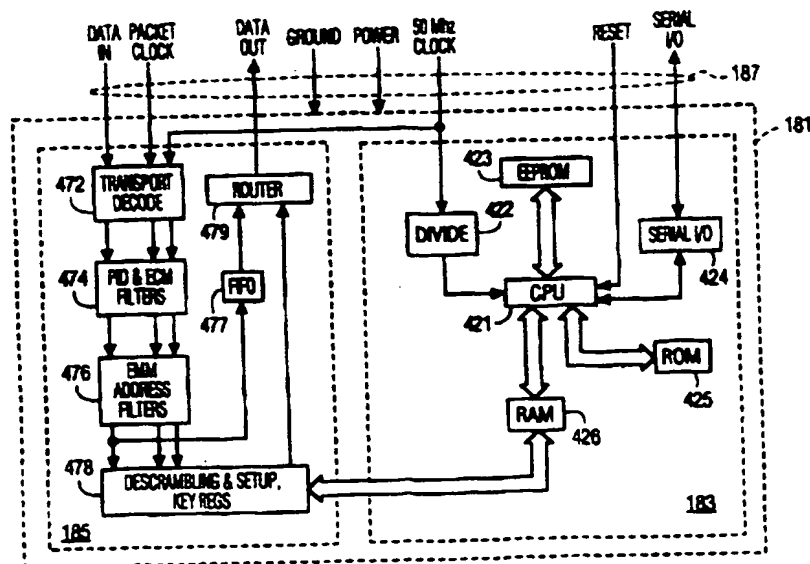 DATA
IN
PACKET
CLOCK
DATA
OUT
GROUND
POWER
50 Mhz
CLOCK
RESET
SERIAL
I/O
187
181
472
TRANSPORT
DECODE
ROUTER
479
423
EEPROM
422
DIVIDE
SERIAL I/O
424
474
PID & ECM
FILTERS
FIFO
477
CPU
421
476
EMM
ADDRESS
FILTERS
ROM
425
RAM
426
478
DESCRAMBLING & SETUP,
KEY REGS
185
183